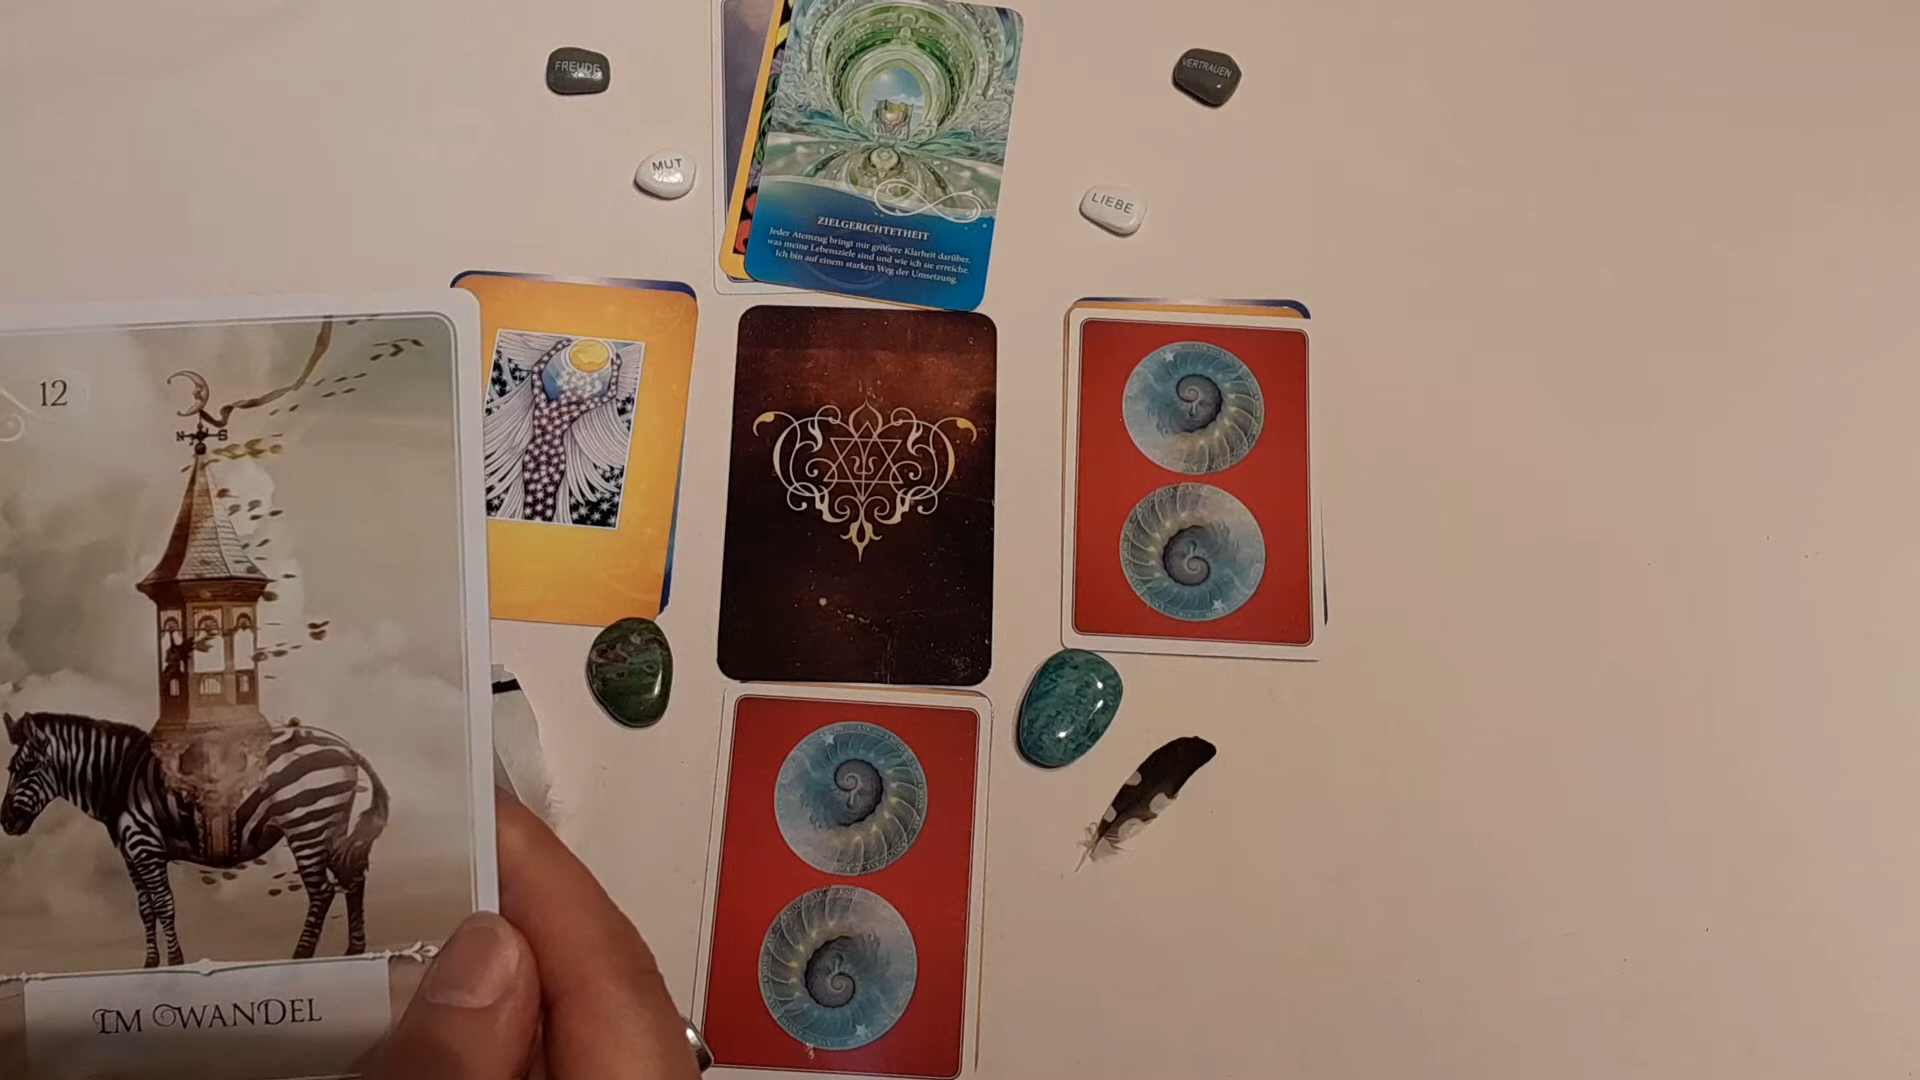 FREUDE
VERTRAUEN
MUT
LIEBE
ZIELGERICHTETHEIT
Jeder Atemzug bringt mir größere Klarheit darüber,
was meine Lebensziele sind und wie ich sie erreiche.
Ich bin auf einem starken Weg der Umsetzung.
12
N S
IM WANDEL